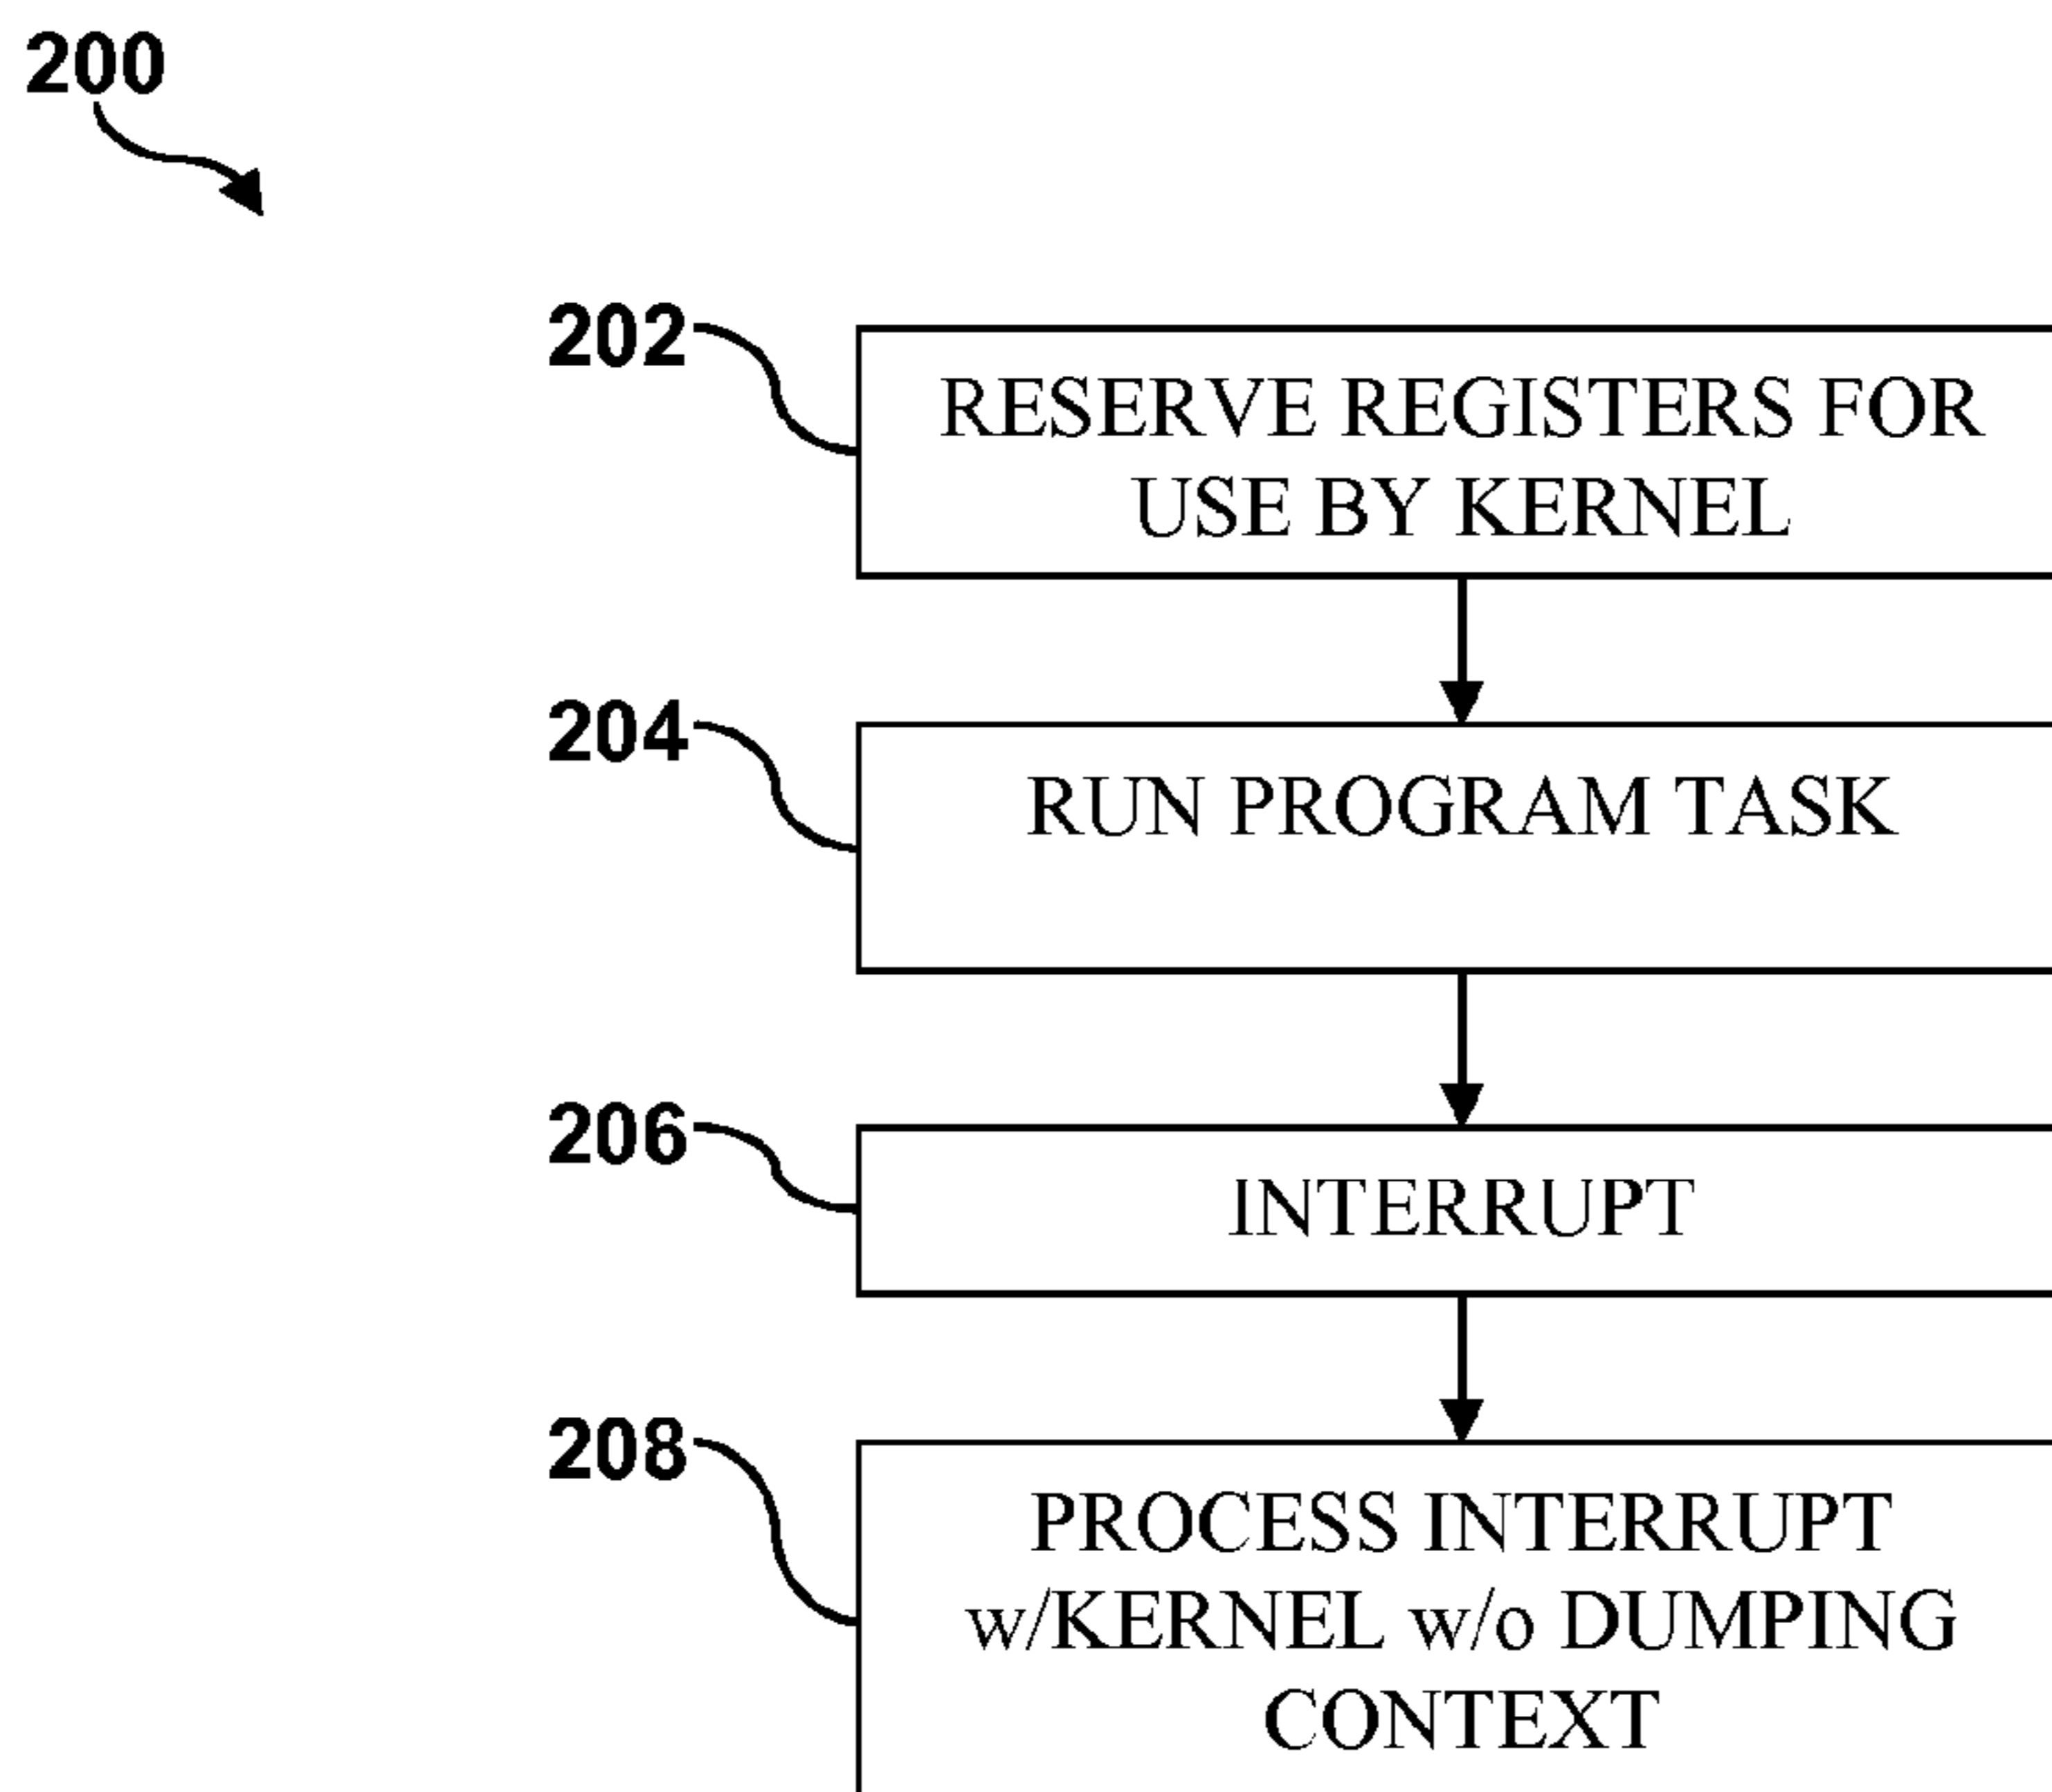 200
202
RESERVE REGISTERS FOR
USE BY KERNEL
204
RUN PROGRAM TASK
206
INTERRUPT
208
PROCESS INTERRUPT
w/KERNEL w/o DUMPING
CONTEXT